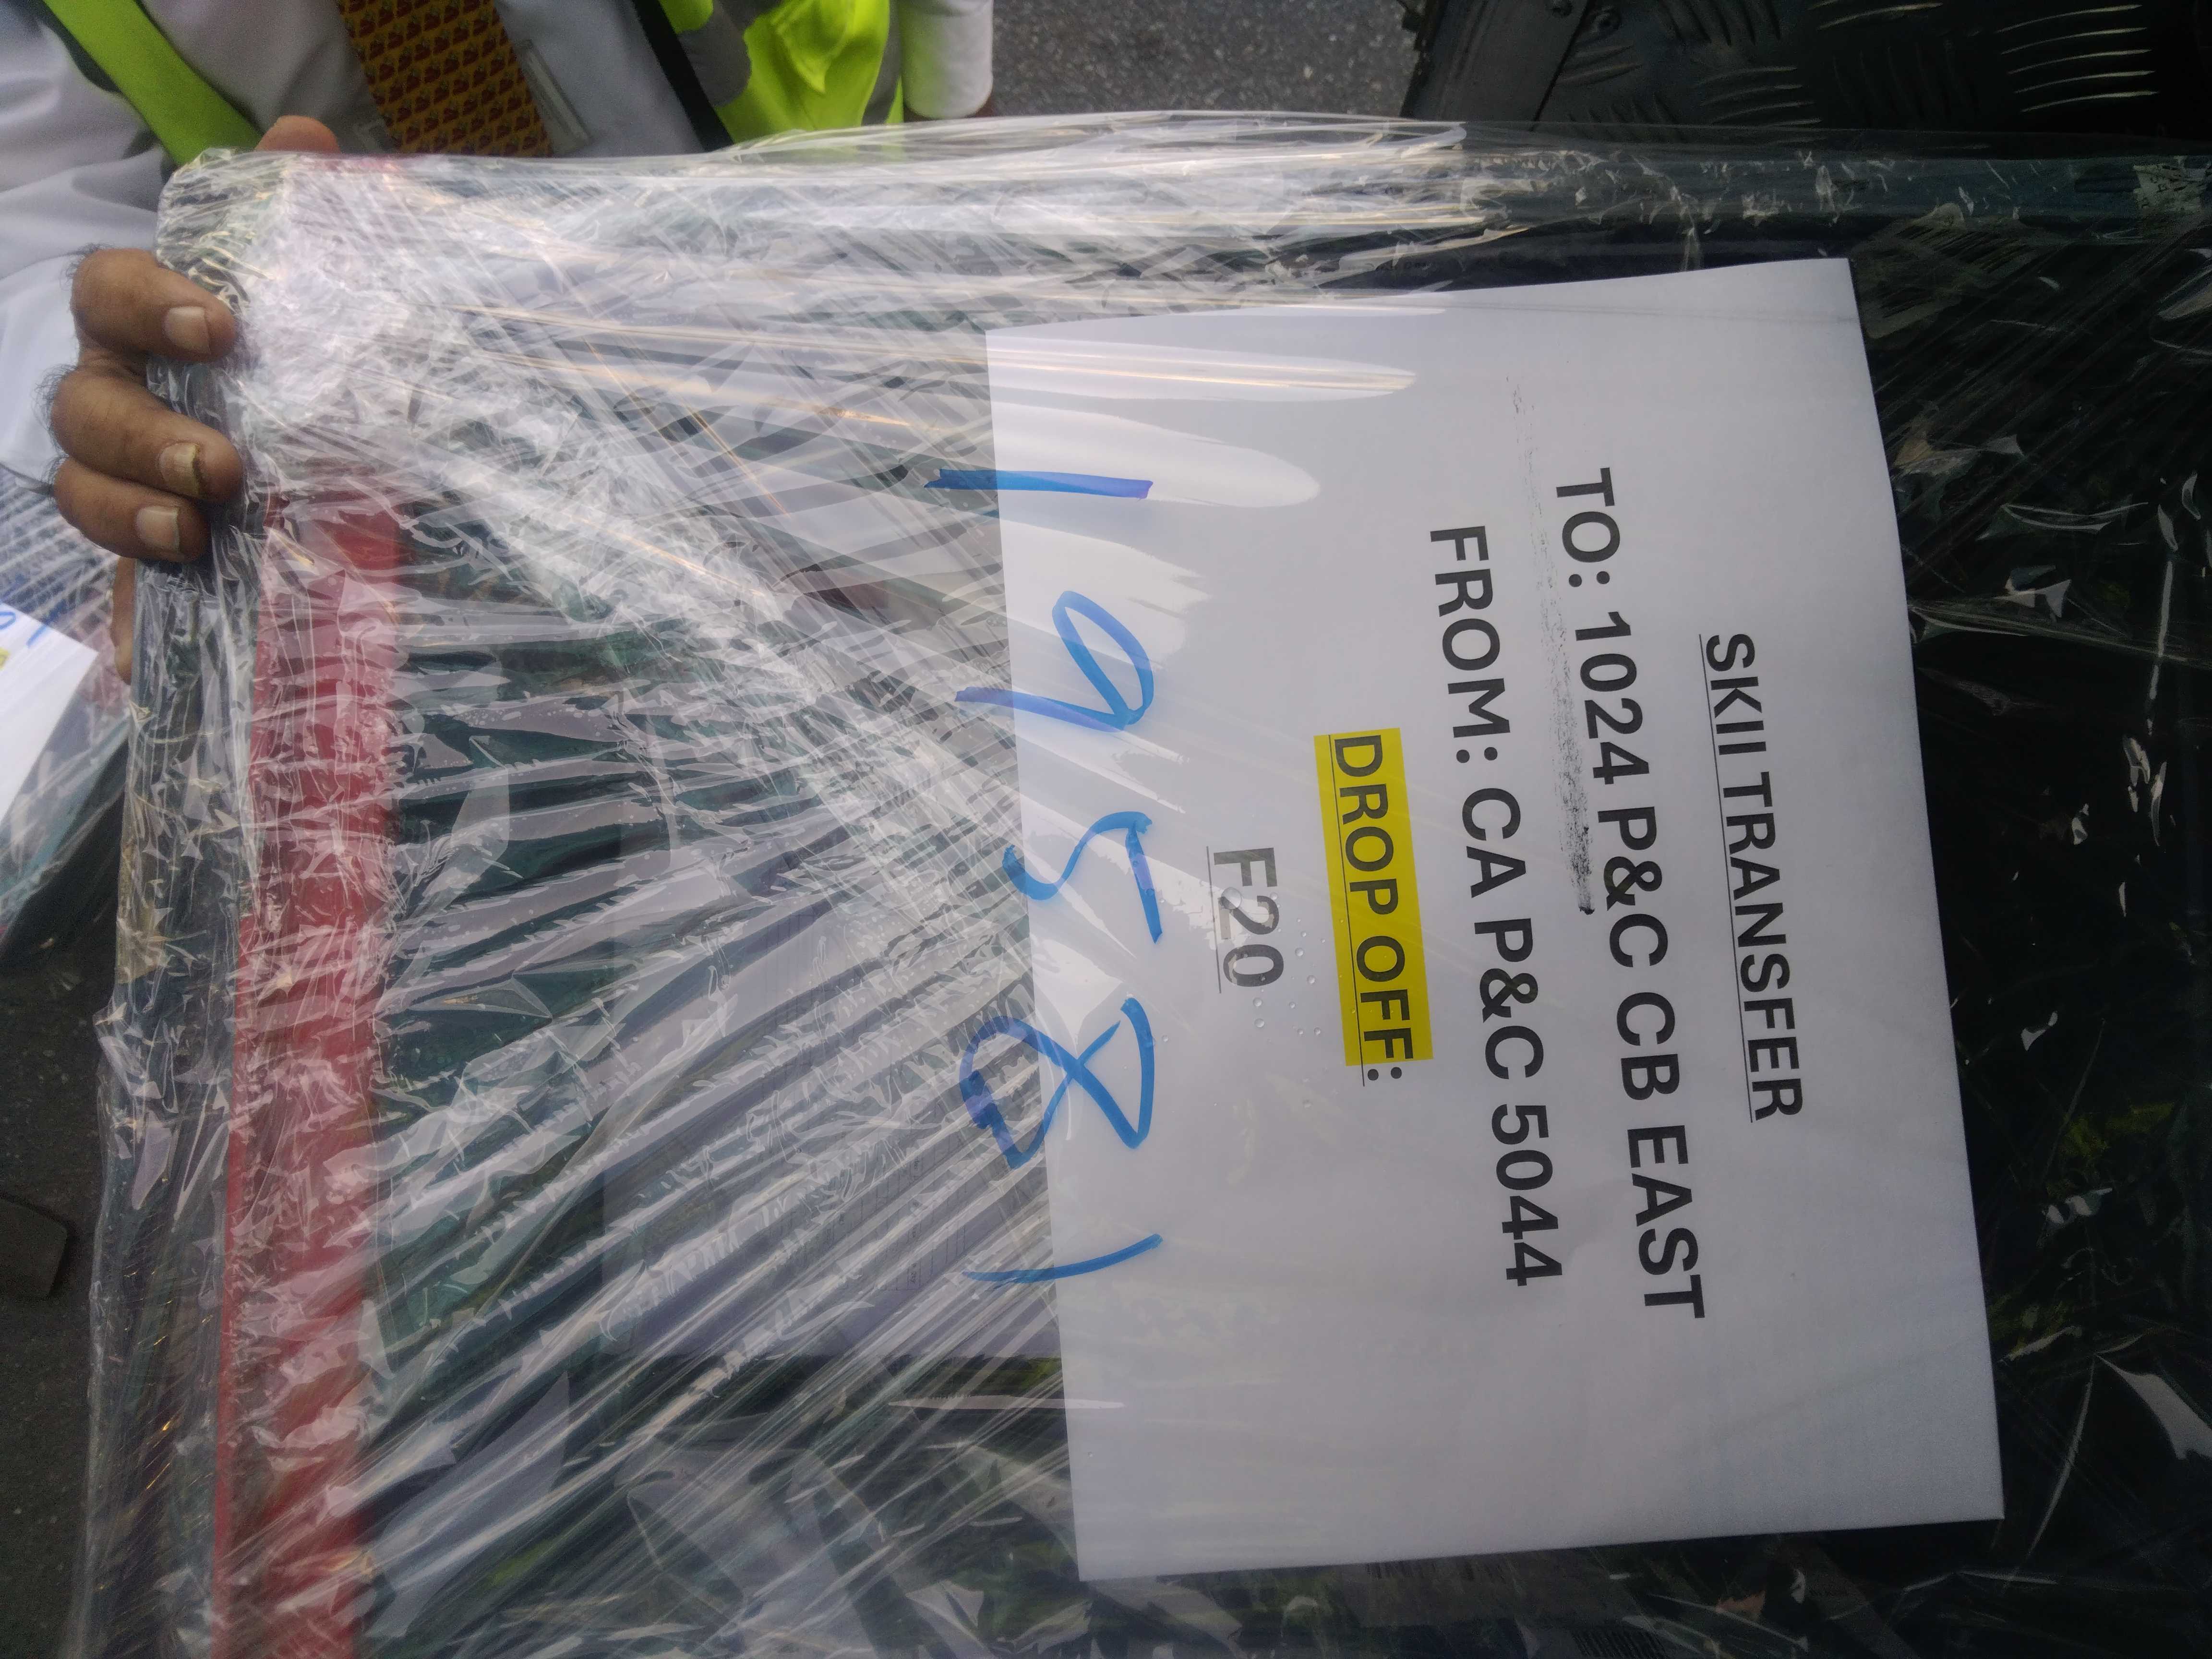 SKII TRANSFER
TO: 1024 P&C CB EAST
FROM: CA P&C 5044
DROP OFF:
F20
19581